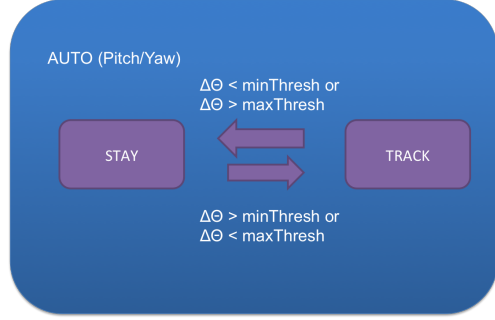 AUTO (Pitch/Yaw)
ΔΘ < minThresh or
ΔΘ > maxThresh
STAY
TRACK
ΔΘ > minThresh or
ΔΘ < maxThresh